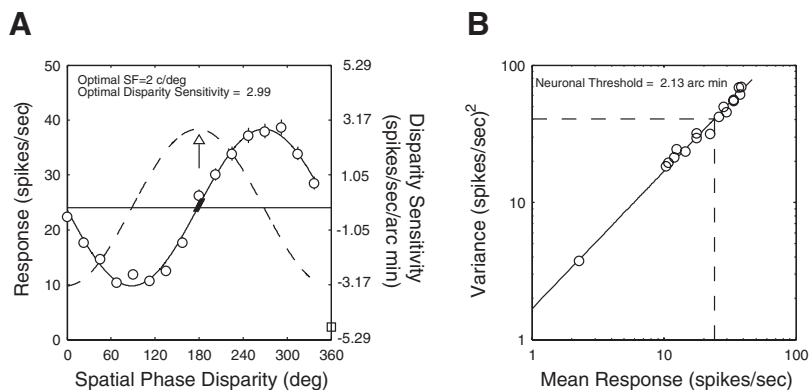 A
Optimal SF=2 c/deg
Optimal Disparity Sensitivity = 2.99
Response (spikes/sec)
50
40
30
20
10
0
0 60 120 180 240 300 360
Spatial Phase Disparity (deg)
5.29
3.17
1.05
-1.05
-3.17
-5.29
Disparity Sensitivity
(spikes/sec/arc min)
B
Neuronal Threshold = 2.13 arc min
Variance (spikes/sec)²
100
10
1
1 10 100
Mean Response (spikes/sec)